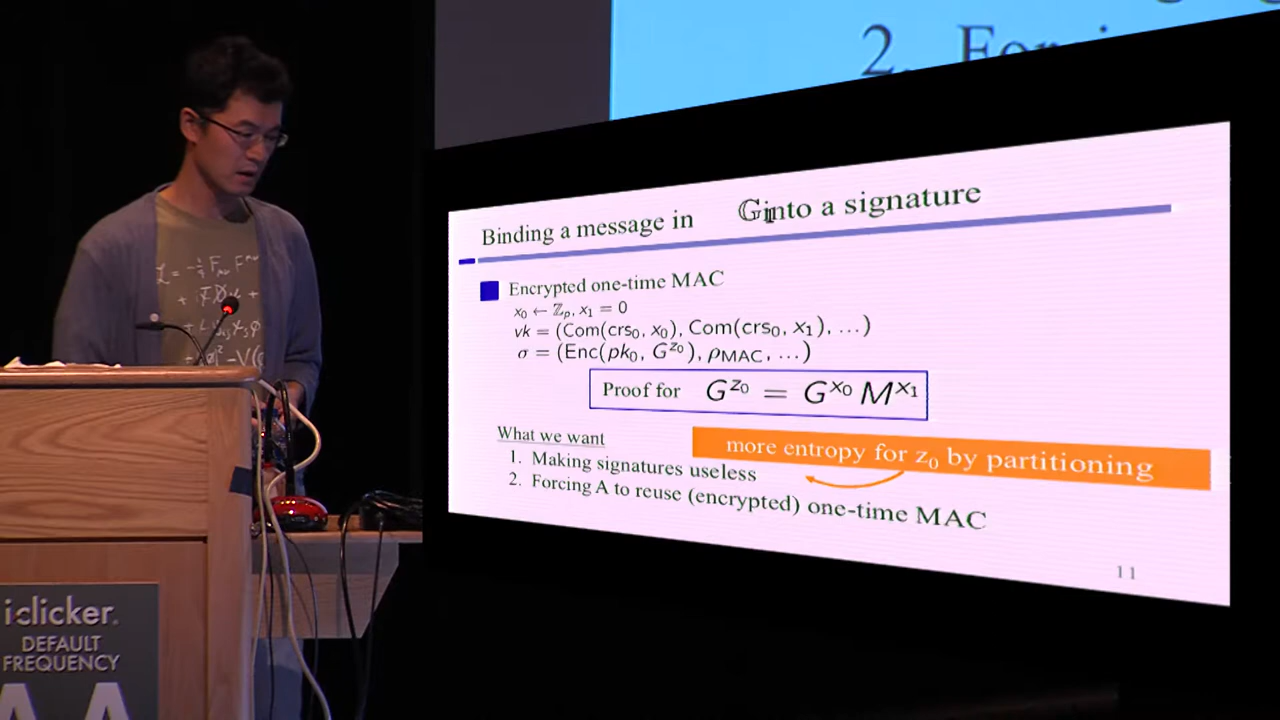 2.
Binding a message in 𝔾 into a signature
Encrypted one-time MAC
x₀ ← ℤₚ, x₁ = 0
vk = (Com(crs₀, x₀), Com(crs₀, x₁), …)
σ = (Enc(pk₀, G^z₀), ρMAC, …)
Proof for G^z₀ = G^x₀ M^x₁
What we want
more entropy for z₀ by partitioning
1. Making signatures useless
2. Forcing A to reuse (encrypted) one-time MAC
11
iclicker.
DEFAULT
FREQUENCY
AA